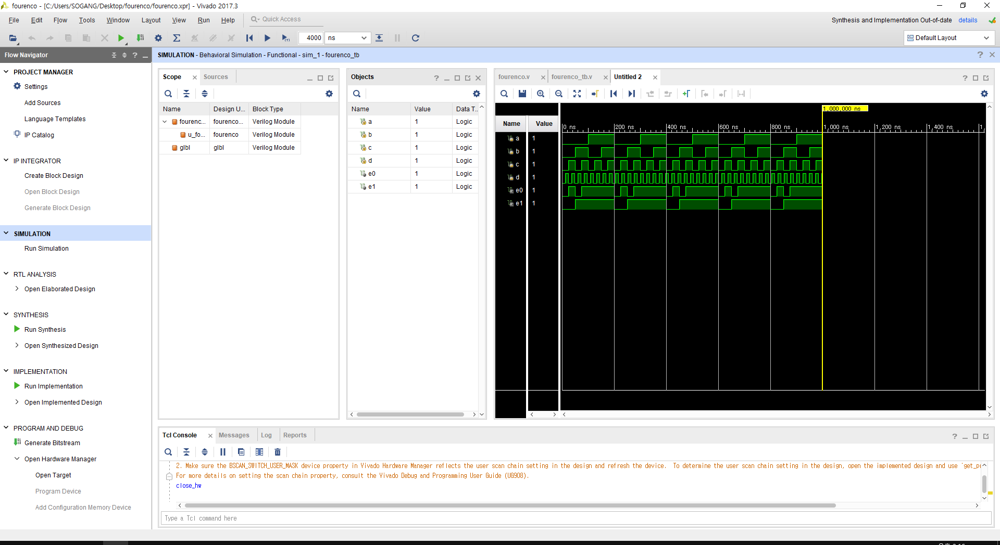 fourenco - [C:/Users/SOGANG/Desktop/fourenco/fourenco.xpr] - Vivado 2017.3
File Edit Flow Tools Window Layout View Run Help
Quick Access
Synthesis and Implementation Out-of-date details
4000 ns
Default Layout
Flow Navigator
PROJECT MANAGER
Settings
Add Sources
Language Templates
IP Catalog
IP INTEGRATOR
Create Block Design
Open Block Design
Generate Block Design
SIMULATION
Run Simulation
RTL ANALYSIS
Open Elaborated Design
SYNTHESIS
Run Synthesis
Open Synthesized Design
IMPLEMENTATION
Run Implementation
Open Implemented Design
PROGRAM AND DEBUG
Generate Bitstream
Open Hardware Manager
Open Target
Program Device
Add Configuration Memory Device
SIMULATION - Behavioral Simulation - Functional - sim_1 - fourenco_tb
Scope Sources
Name Design U... Block Type
fourenc... fourenco... Verilog Module
u_fo... fourenco Verilog Module
glbl glbl Verilog Module
Objects
Name Value Data T..
a 1 Logic
b 1 Logic
c 1 Logic
d 1 Logic
e0 1 Logic
e1 1 Logic
fourenco.v fourenco_tb.v Untitled 2
1,000,000 ns
Name Value
0 ns 200 ns 400 ns 600 ns 800 ns 1,000 ns 1,200 ns 1,400 ns 1,
a 1
b 1
c 1
d 1
e0 1
e1 1
Tcl Console Messages Log Reports
2. Make sure the BSCAN_SWITCH_USER_MASK device property in Vivado Hardware Manager reflects the user scan chain setting in the design and refresh the device.  To determine the user scan chain setting in the design, open the implemented design and use 'get_pr
For more details on setting the scan chain property, consult the Vivado Debug and Programming User Guide (UG908).
close_hw
Type a Tcl command here